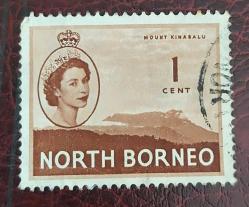 MOUNT KINABALU
1
CENT
NORTH BORNEO